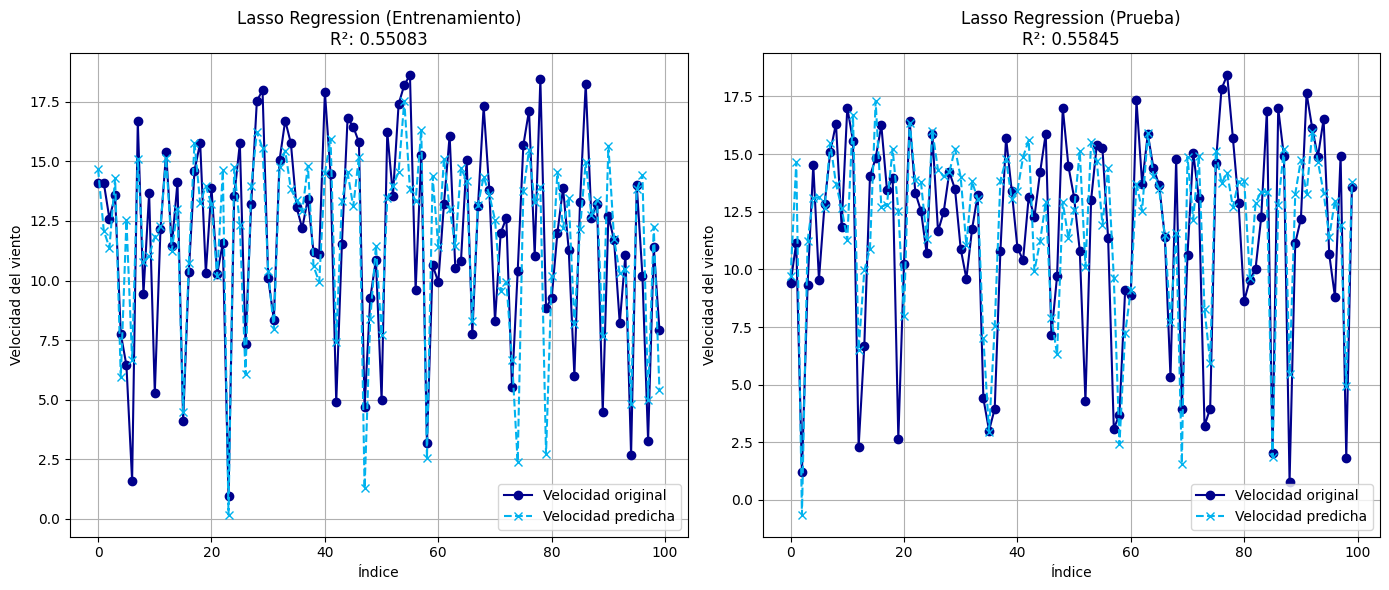 Lasso Regression (Entrenamiento)
R²: 0.55083
Velocidad del viento
17.5
15.0
12.5
10.0
7.5
5.0
2.5
0.0
0
20
40
60
80
100
Índice
Velocidad original
Velocidad predicha
Lasso Regression (Prueba)
R²: 0.55845
Velocidad del viento
17.5
15.0
12.5
10.0
7.5
5.0
2.5
0.0
0
20
40
60
80
100
Índice
Velocidad original
Velocidad predicha